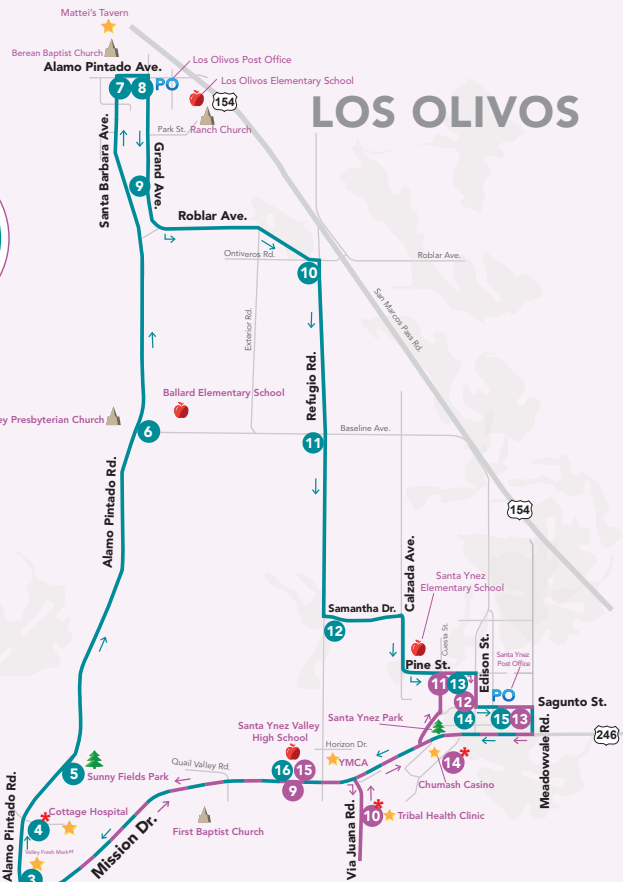 Mattei's Tavern
Berean Baptist Church
Los Olivos Post Office
Alamo Pintado Ave.
7
8
PO
Los Olivos Elementary School
154
LOS OLIVOS
Park St.
Ranch Church
Santa Barbara Ave.
Grand Ave.
9
Roblar Ave.
Ontiveros Rd.
Roblar Ave.
10
San Marcos Pass Rd.
Exterior Rd.
Refugio Rd.
Ballard Elementary School
ey Presbyterian Church
6
Baseline Ave.
11
Alamo Pintado Rd.
154
Calzada Ave.
Santa Ynez
Elementary School
Samantha Dr.
12
Cuesta St.
Edison St.
Santa Ynez
Post Office
Pine St.
11
13
12
PO
Sagunto St.
14
15
13
Santa Ynez Park
Meadowvale Rd.
246
Santa Ynez Valley
High School
Horizon Dr.
YMCA
14
*
Chumash Casino
5
Sunny Fields Park
Quail Valley Rd.
16
15
9
Alamo Pintado Rd.
Cottage Hospital
4
*
Mission Dr.
First Baptist Church
Via Juana Rd.
10
*
Tribal Health Clinic
Valley Fresh Market
3